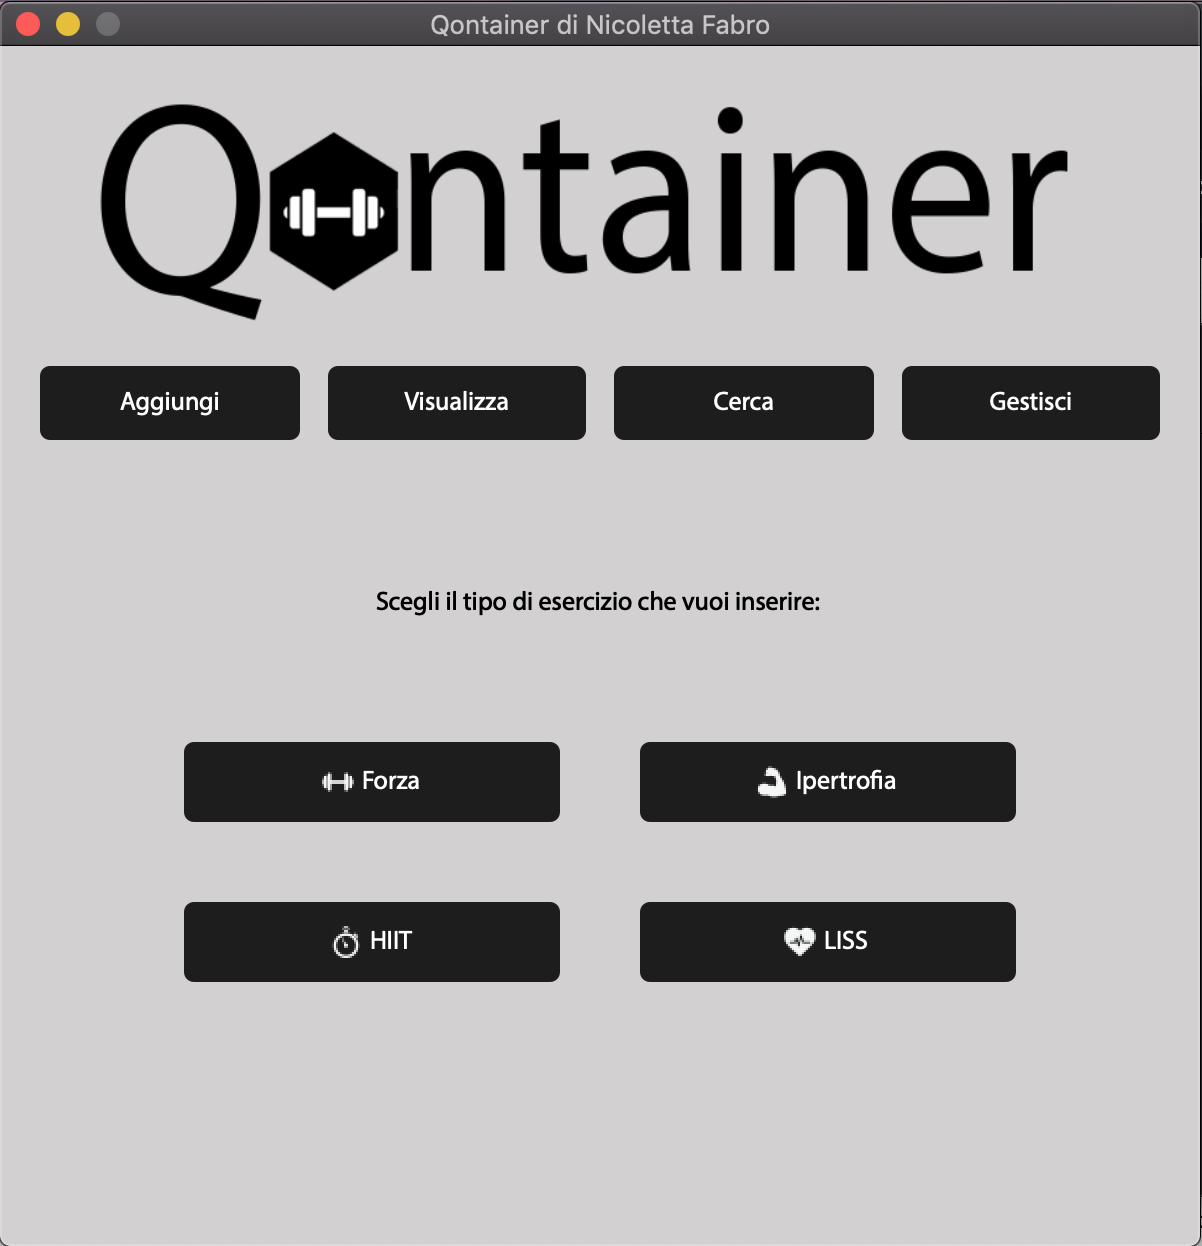 Qontainer di Nicoletta Fabro
Qontainer
Aggiungi
Visualizza
Cerca
Gestisci
Scegli il tipo di esercizio che vuoi inserire:
Forza
Ipertrofia
HIIT
LISS